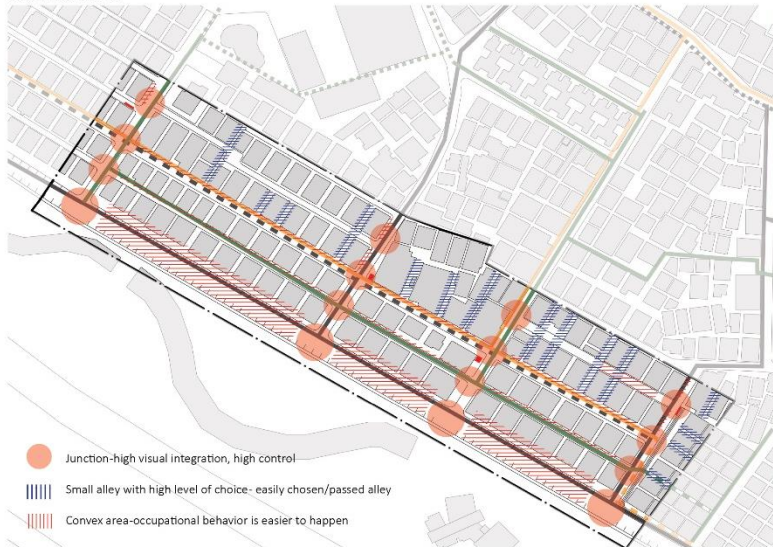 Junction-high visual integration, high control
Small alley with high level of choice- easily chosen/passed alley
Convex area-occupational behavior is easier to happen